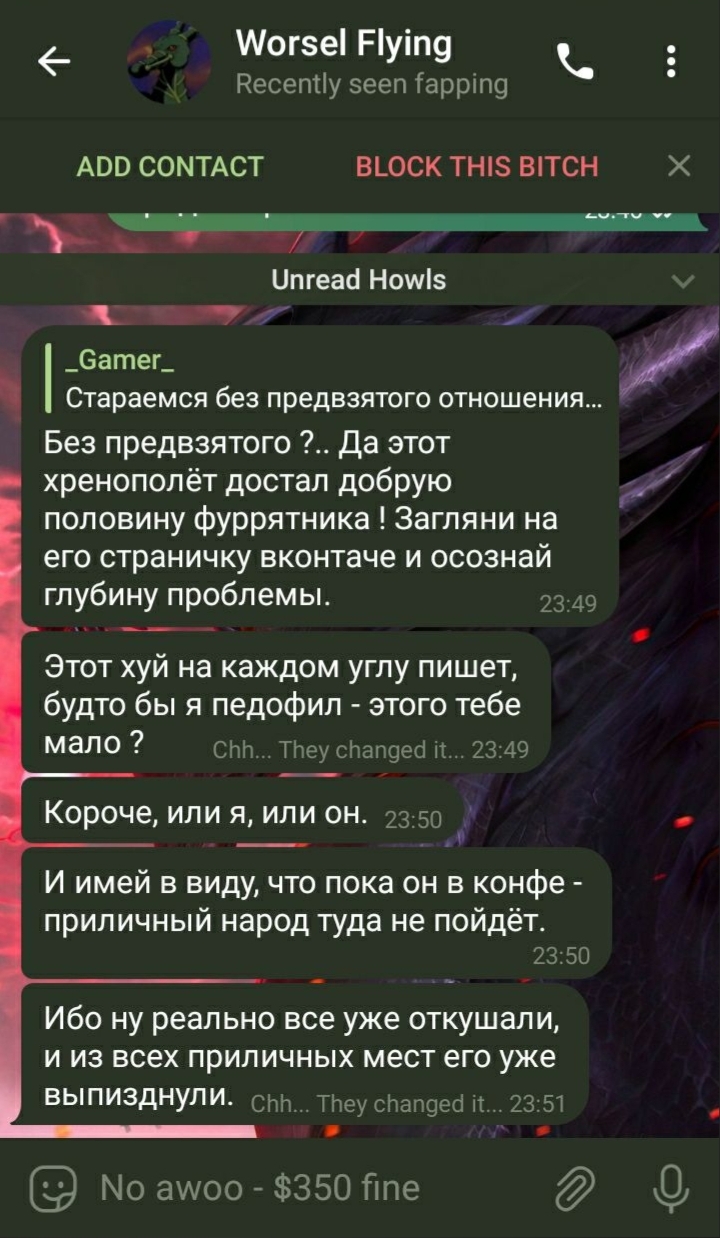 Worsel Flying
Recently seen fapping
ADD CONTACT
BLOCK THIS BITCH
Unread Howls
_Gamer_
Стараемся без предвзятого отношения...
Без предвзятого ?.. Да этот
хренополёт достал добрую
половину фуррятника ! Загляни на
его страничку вконтаче и осознай
глубину проблемы.
23:49
Этот хуй на каждом углу пишет,
будто бы я педофил - этого тебе
мало ?
Chh... They changed it... 23:49
Короче, или я, или он.
23:50
И имей в виду, что пока он в конфе -
приличный народ туда не пойдёт.
23:50
Ибо ну реально все уже откушали,
и из всех приличных мест его уже
выпизднули.
Chh... They changed it... 23:51
No awoo - $350 fine